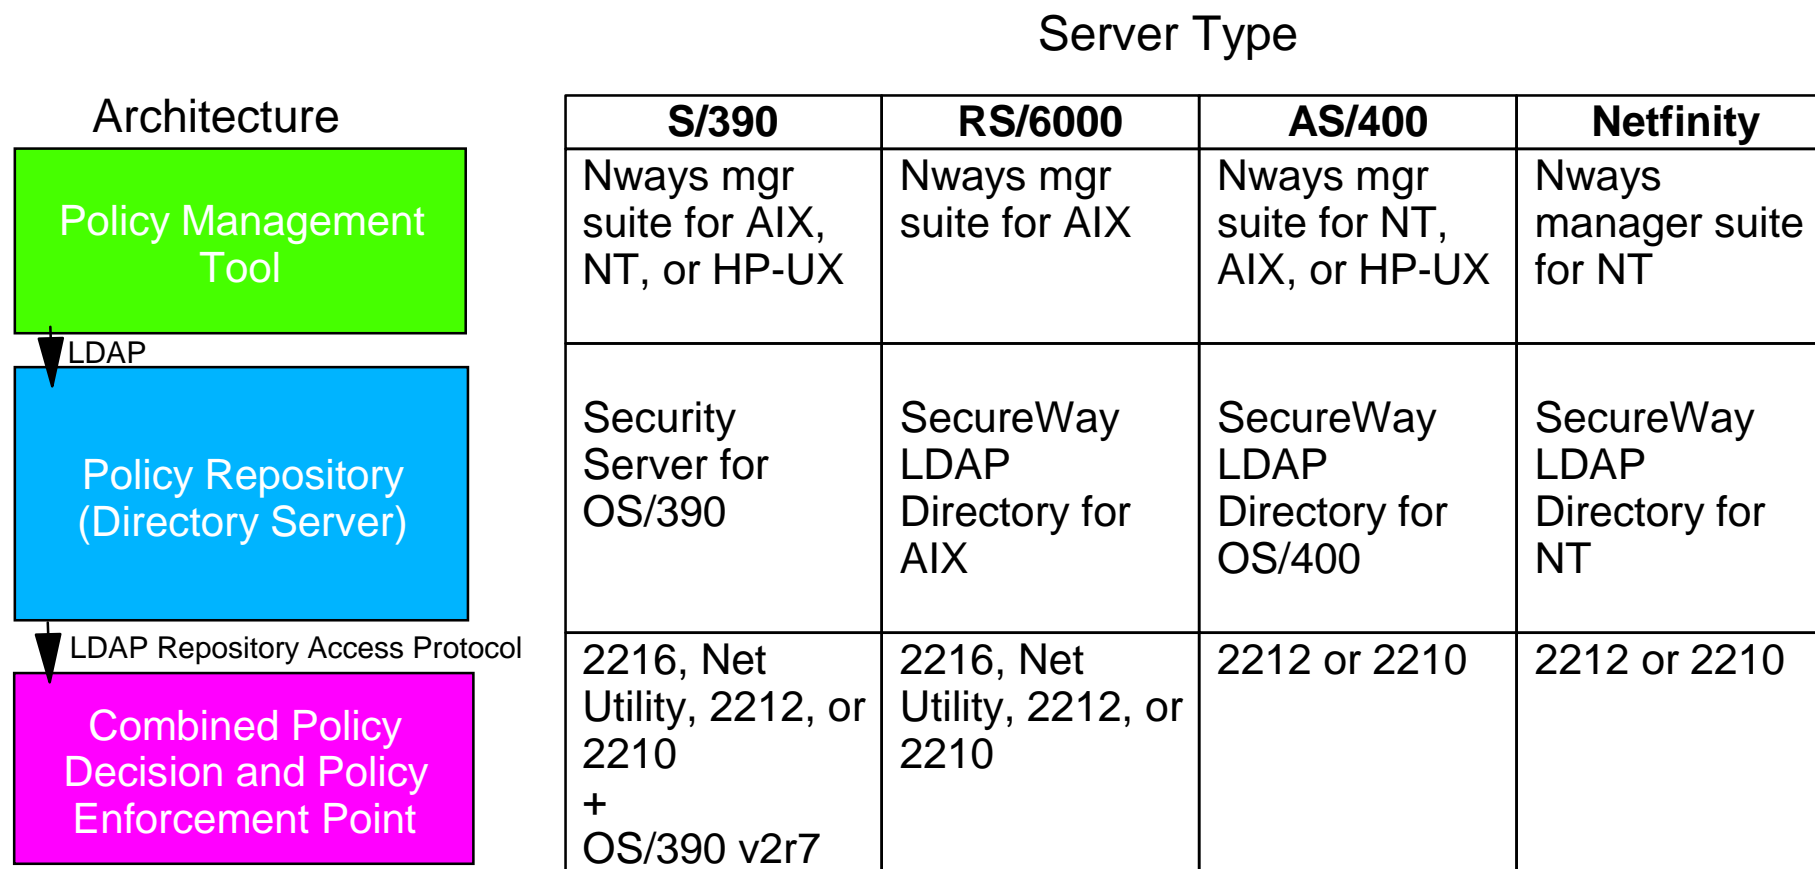 Server Type
Architecture
Policy Management
Tool
LDAP
Policy Repository
(Directory Server)
LDAP Repository Access Protocol
Combined Policy
Decision and Policy
Enforcement Point
S/390
RS/6000
AS/400
Netfinity
Nways mgr
suite for AIX,
NT, or HP-UX
Nways mgr
suite for AIX
Nways mgr
suite for NT,
AIX, or HP-UX
Nways
manager suite
for NT
Security
Server for
OS/390
SecureWay
LDAP
Directory for
AIX
SecureWay
LDAP
Directory for
OS/400
SecureWay
LDAP
Directory for
NT
2216, Net
Utility, 2212, or
2210
+
OS/390 v2r7
2216, Net
Utility, 2212, or
2210
2212 or 2210
2212 or 2210